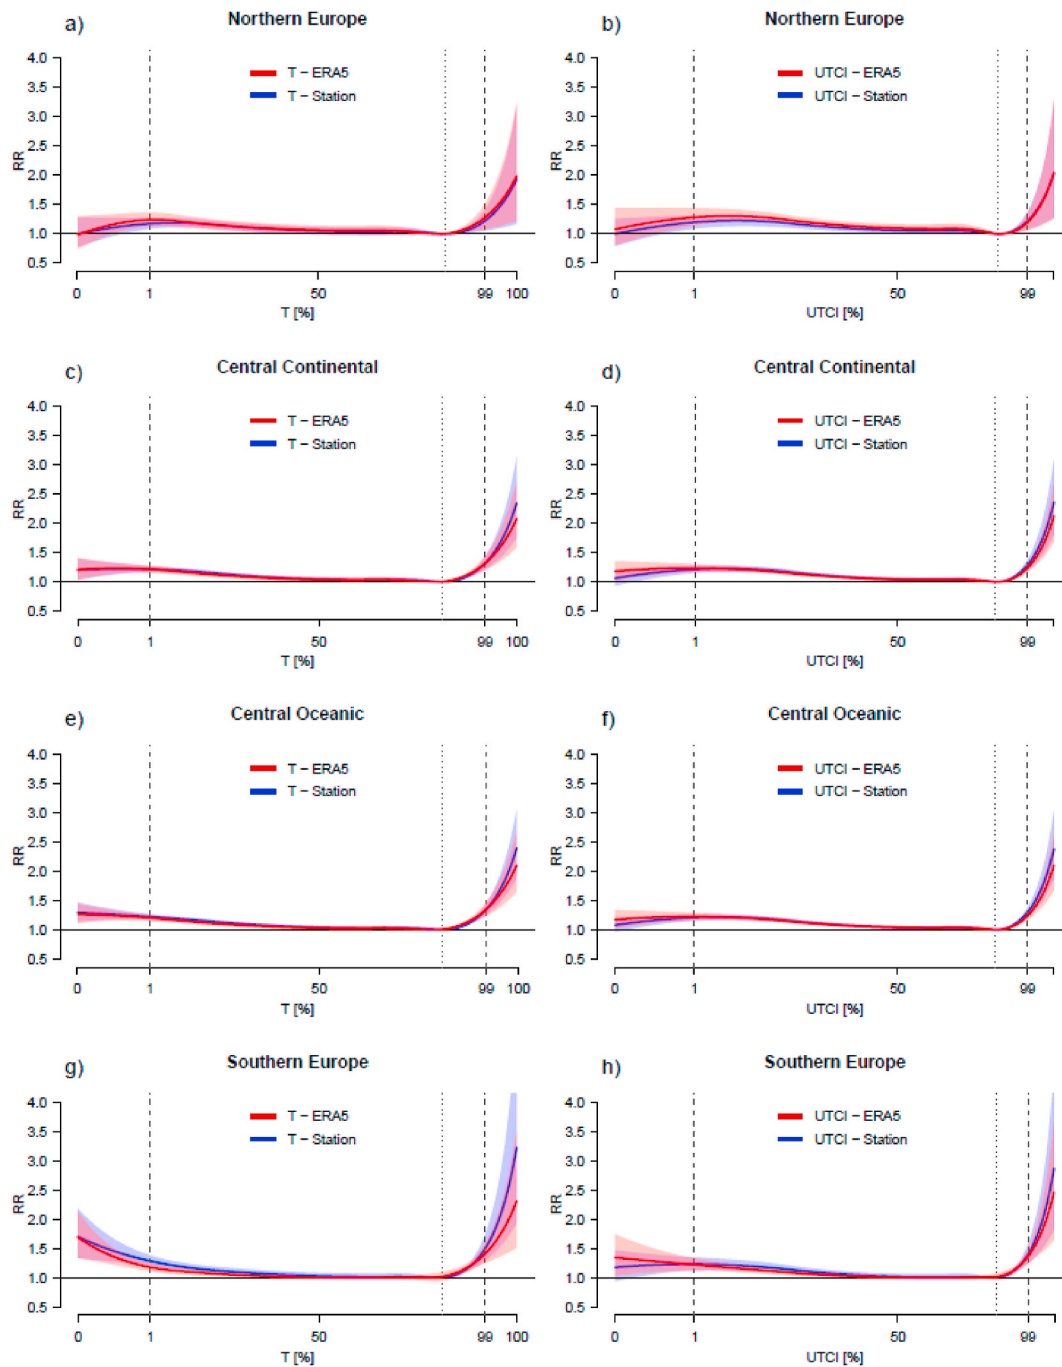 a) Northern Europe
4.0
3.5
3.0
2.5
2.0
1.5
1.0
0.5
RR
T − ERA5
T − Station
0 1 50 99 100
T [%]
b) Northern Europe
4.0
3.5
3.0
2.5
2.0
1.5
1.0
0.5
RR
UTCI − ERA5
UTCI − Station
0 1 50 99
UTCI [%]
c) Central Continental
4.0
3.5
3.0
2.5
2.0
1.5
1.0
0.5
RR
T − ERA5
T − Station
0 1 50 99 100
T [%]
d) Central Continental
4.0
3.5
3.0
2.5
2.0
1.5
1.0
0.5
RR
UTCI − ERA5
UTCI − Station
0 1 50 99
UTCI [%]
e) Central Oceanic
4.0
3.5
3.0
2.5
2.0
1.5
1.0
0.5
RR
T − ERA5
T − Station
0 1 50 99 100
T [%]
f) Central Oceanic
4.0
3.5
3.0
2.5
2.0
1.5
1.0
0.5
RR
UTCI − ERA5
UTCI − Station
0 1 50 99
UTCI [%]
g) Southern Europe
4.0
3.5
3.0
2.5
2.0
1.5
1.0
0.5
RR
T − ERA5
T − Station
0 1 50 99 100
T [%]
h) Southern Europe
4.0
3.5
3.0
2.5
2.0
1.5
1.0
0.5
RR
UTCI − ERA5
UTCI − Station
0 1 50 99
UTCI [%]